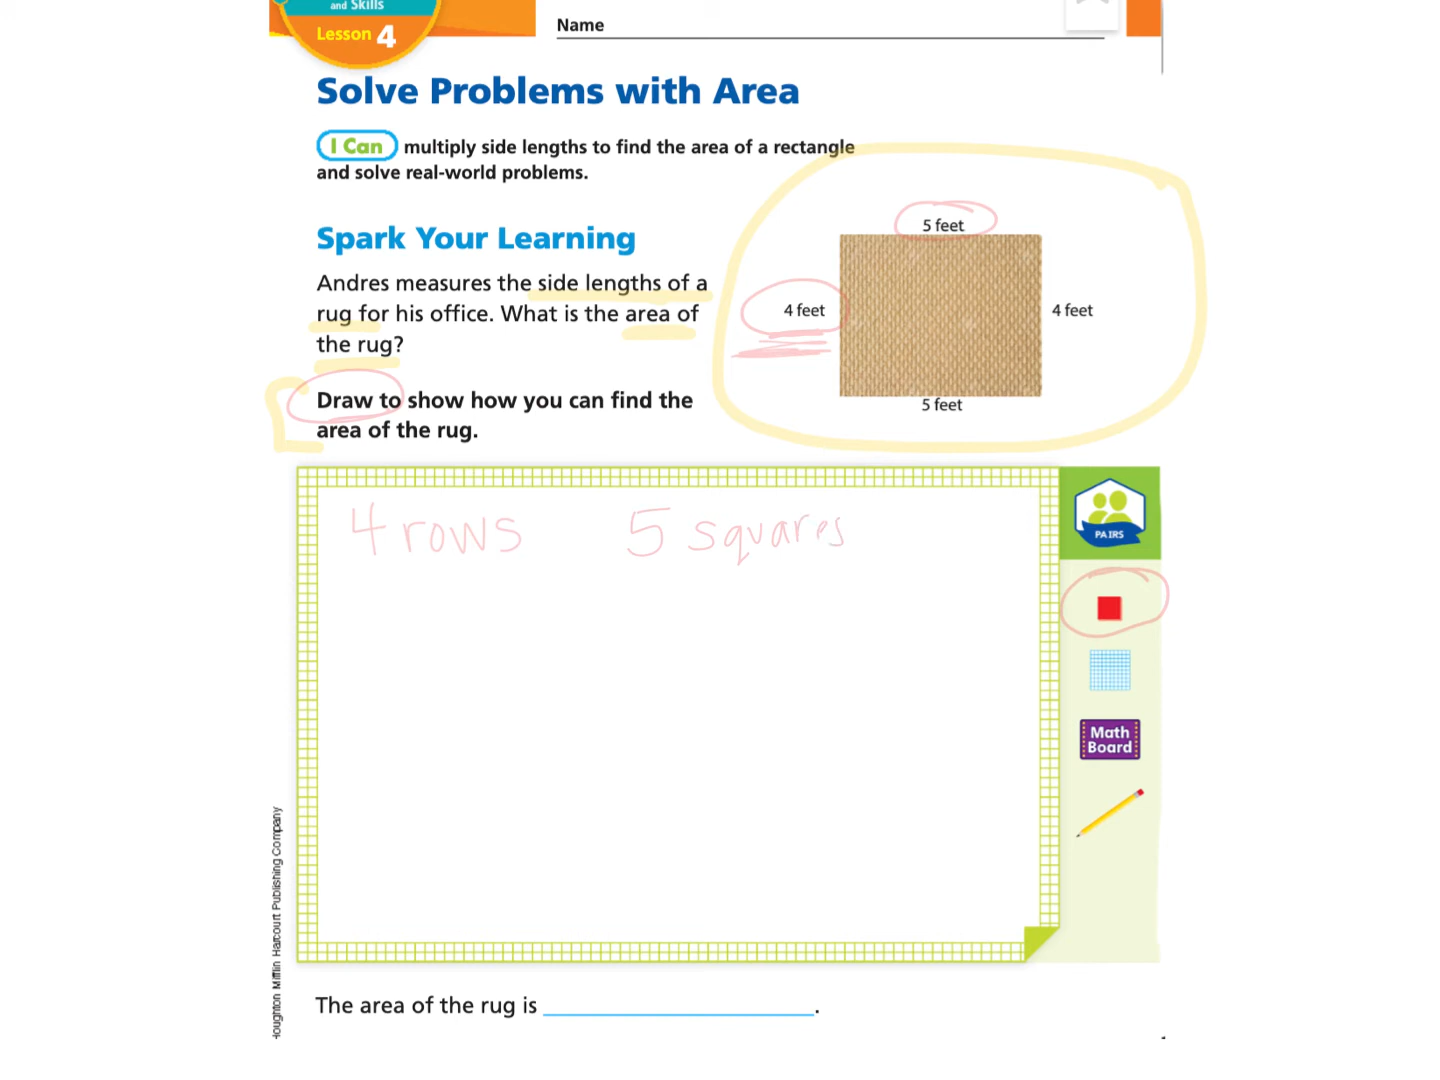 and Skills
Lesson 4
Name
Solve Problems with Area
I Can multiply side lengths to find the area of a rectangle
and solve real-world problems.
Spark Your Learning
Andres measures the side lengths of a
rug for his office. What is the area of
the rug?
Draw to show how you can find the
area of the rug.
5 feet
4 feet
4 feet
5 feet
4 rows 5 squares
PAIRS
Math
Board
Houghton Mifflin Harcourt Publishing Company
The area of the rug is ____________________.